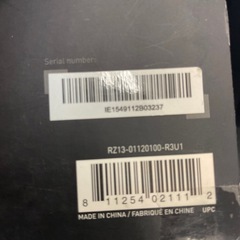 Serial number:
IE1549112B03237
RZ13-01120100-R3U1
8 11254 02111 2
MADE IN CHINA / FABRIQUÉ EN CHINE UPC